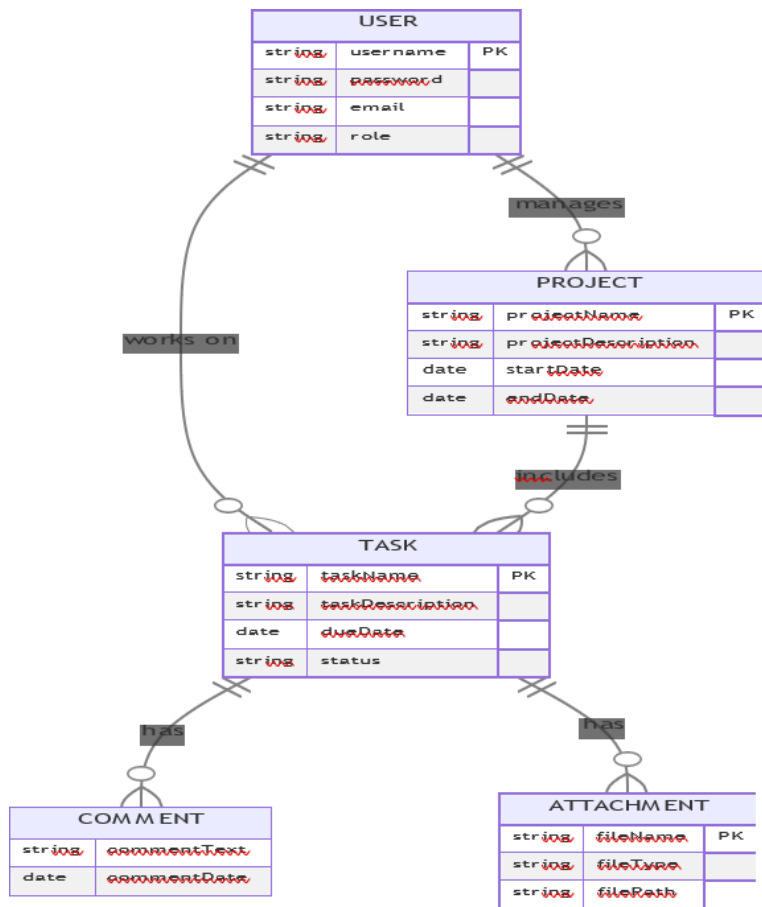 USER
string username PK
string password
string email
string role
manages
PROJECT
string projectName PK
string projectDescription
date startDate
date endDate
works on
includes
TASK
string taskName PK
string taskDescription
date dueDate
string status
has
has
COMMENT
string commentText
date commentDate
ATTACHMENT
string fileName PK
string fileType
string filePath